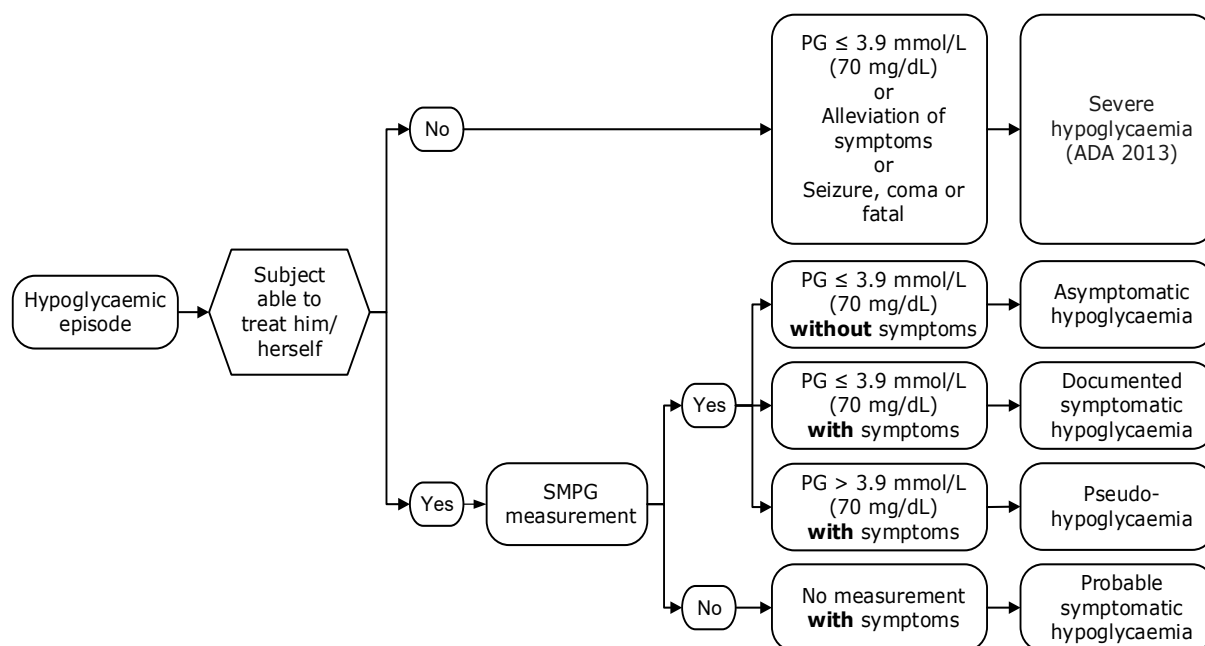 Hypoglycaemic
episode
Subject
able to
treat him/
herself
No
PG ≤ 3.9 mmol/L
(70 mg/dL)
or
Alleviation of
symptoms
or
Seizure, coma or
fatal
Severe
hypoglycaemia
(ADA 2013)
Yes
SMPG
measurement
Yes
PG ≤ 3.9 mmol/L
(70 mg/dL)
without symptoms
Asymptomatic
hypoglycaemia
PG ≤ 3.9 mmol/L
(70 mg/dL)
with symptoms
Documented
symptomatic
hypoglycaemia
PG > 3.9 mmol/L
(70 mg/dL)
with symptoms
Pseudo-
hypoglycaemia
No
No measurement
with symptoms
Probable
symptomatic
hypoglycaemia